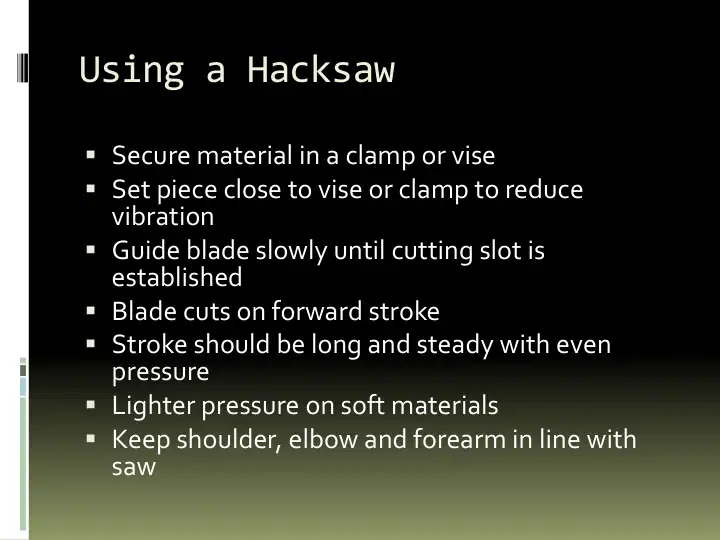 Using a Hacksaw
▪ Secure material in a clamp or vise
▪ Set piece close to vise or clamp to reduce
vibration
▪ Guide blade slowly until cutting slot is
established
▪ Blade cuts on forward stroke
▪ Stroke should be long and steady with even
pressure
▪ Lighter pressure on soft materials
▪ Keep shoulder, elbow and forearm in line with
saw